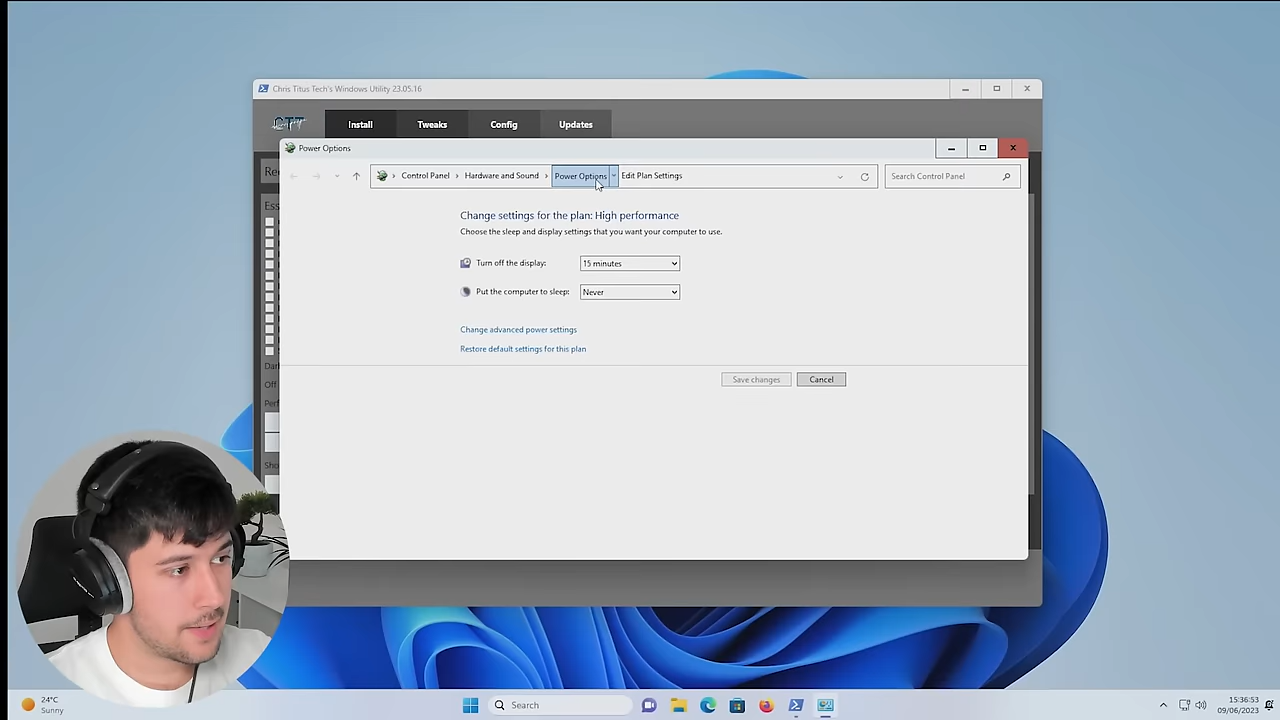 Chris Titus Tech's Windows Utility 23.05.16
CTT
Install
Tweaks
Config
Updates
Power Options
Control Panel
Hardware and Sound
Power Options
Edit Plan Settings
Search Control Panel
Change settings for the plan: High performance
Choose the sleep and display settings that you want your computer to use.
Turn off the display:
15 minutes
Put the computer to sleep:
Never
Change advanced power settings
Restore default settings for this plan
Save changes
Cancel
24°C
Sunny
Search
15:36:53
09/06/2023